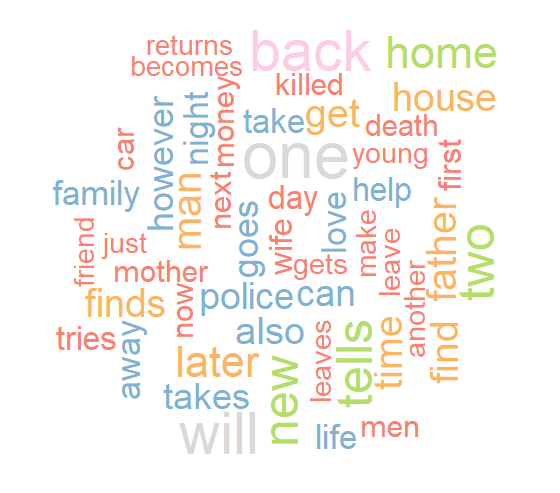 returns
back
home
becomes
killed
house
car
however
night
money
take
get
death
one
young
first
family
man
next
day
love
help
friend
just
goes
wife
gets
make
leave
father
two
mother
finds
now
police
can
another
tries
away
also
later
new
leaves
tells
time
find
takes
will
life
men